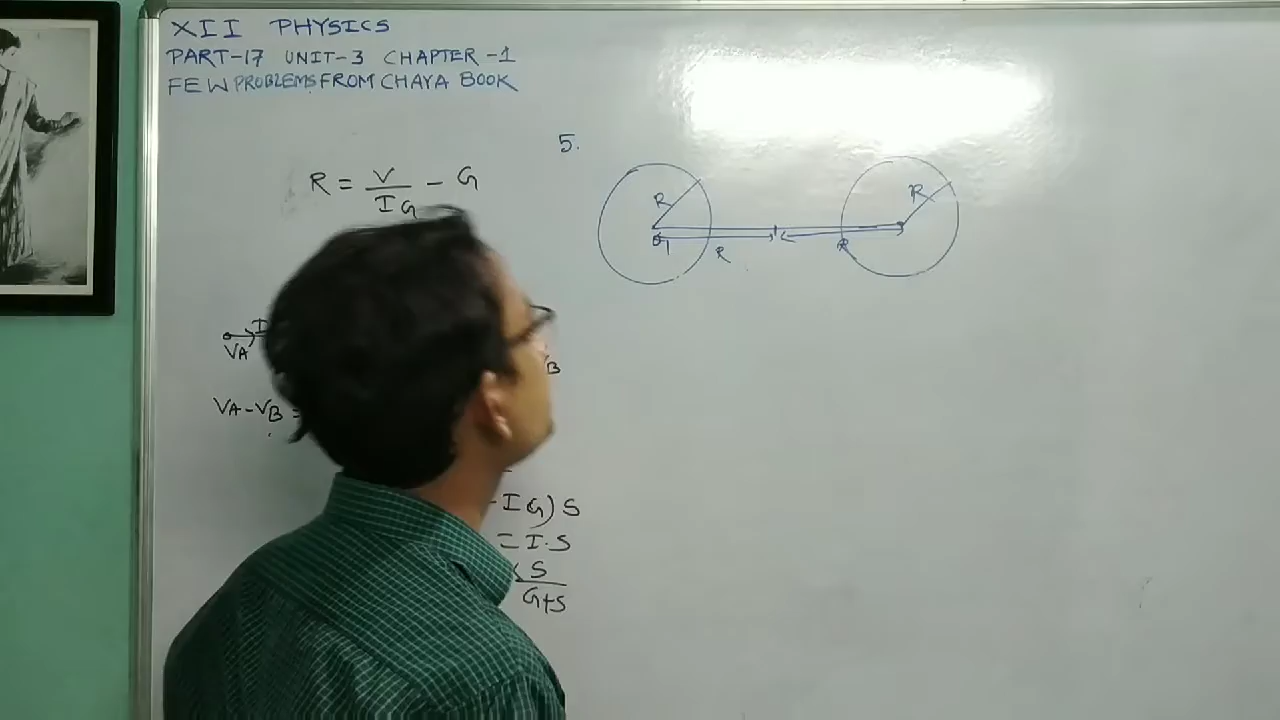 XII PHYSICS
PART-17 UNIT-3 CHAPTER-1
FEW PROBLEMS FROM CHAYA BOOK
R = V/IG - G
VA
I
VA-VB =
B
-IG) S
= I.S
S/G+S
5.
R
R
R
R